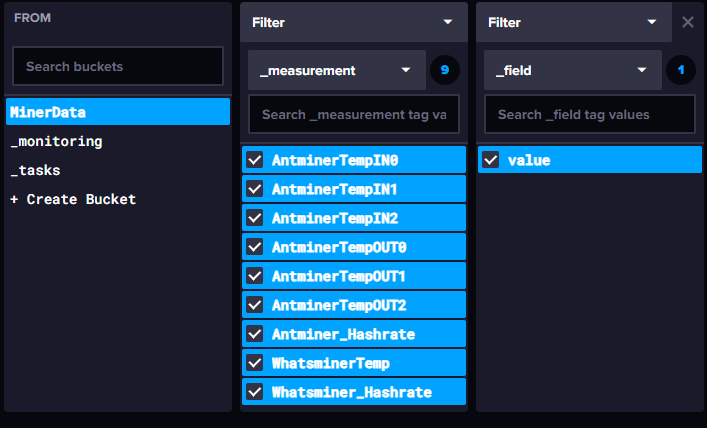 FROM
Search buckets
MinerData
_monitoring
_tasks
+ Create Bucket
Filter
_measurement
9
Search _measurement tag va
AntminerTempIN0
AntminerTempIN1
AntminerTempIN2
AntminerTempOUT0
AntminerTempOUT1
AntminerTempOUT2
Antminer_Hashrate
WhatsminerTemp
Whatsminer_Hashrate
Filter
_field
1
Search _field tag values
value